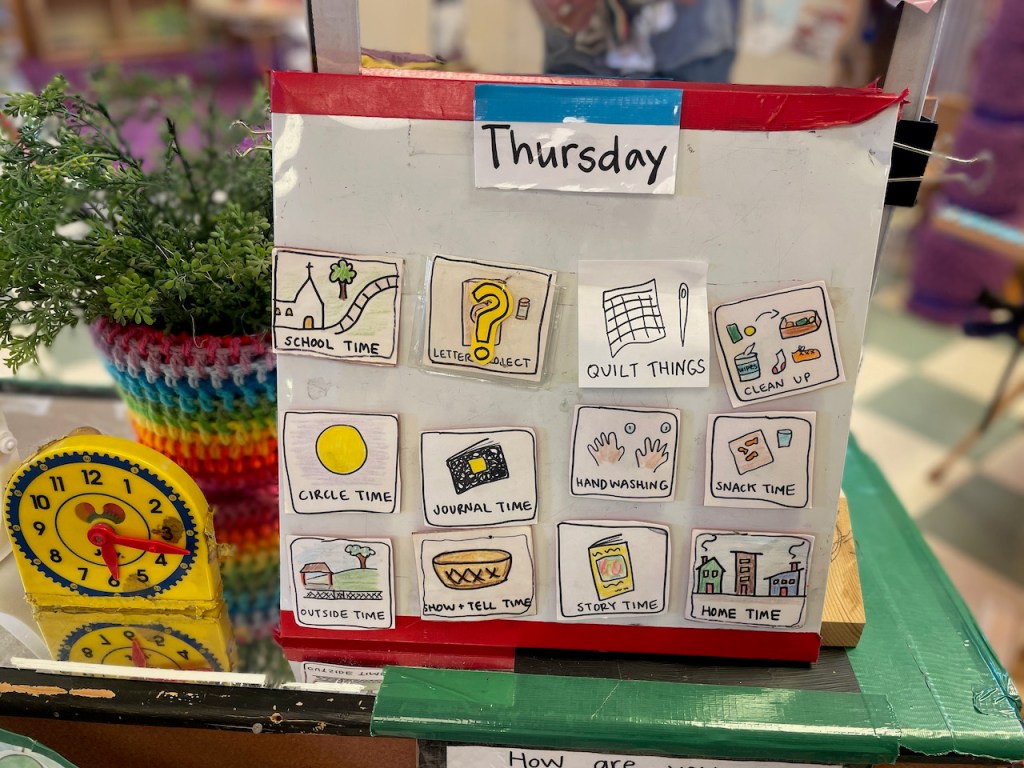 Thursday
SCHOOL TIME
LETTER
QUILT THINGS
WIPES
CLEAN UP
CIRCLE TIME
JOURNAL TIME
HANDWASHING
SNACK TIME
OUTSIDE TIME
SHOW + TELL TIME
STORY TIME
HOME TIME
12
1
2
3
4
5
6
7
8
9
10
11
How are